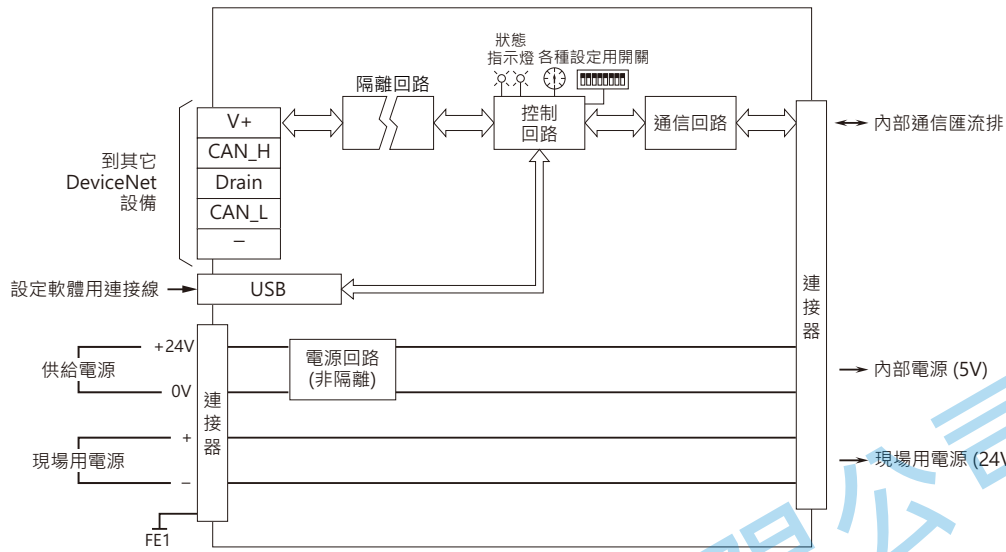 狀態
指示燈 各種設定用開關
隔離回路
V+
CAN_H
Drain
CAN_L
–
到其它
DeviceNet
設備
控制
回路
通信回路
內部通信匯流排
設定軟體用連接線
USB
連
接
器
+24V
供給電源
0V
電源回路
(非隔離)
內部電源 (5V)
連
接
器
+
現場用電源
–
現場用電源 (24V
FE1
限公司